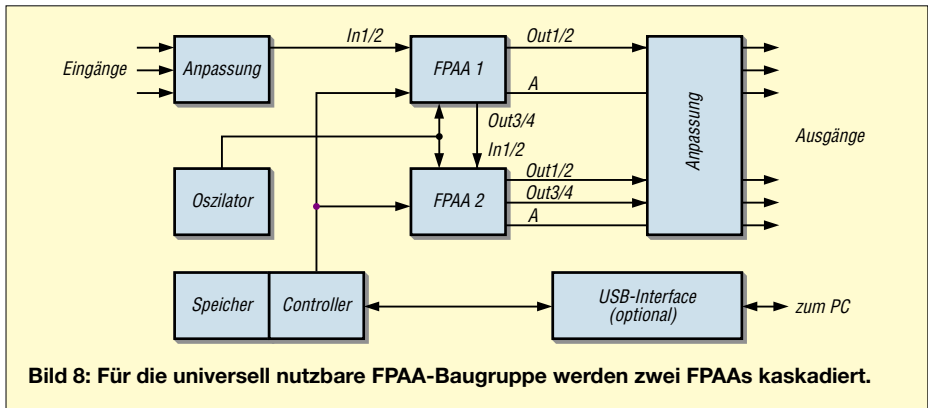 In1/2
Out1/2
Eingänge
Anpassung
FPAA 1
A
Out3/4
In1/2
Anpassung
Ausgänge
Oszilator
FPAA 2
Out1/2
Out3/4
A
Speicher
Controller
USB-Interface
(optional)
zum PC
Bild 8: Für die universell nutzbare FPAA-Baugruppe werden zwei FPAAs kaskadiert.